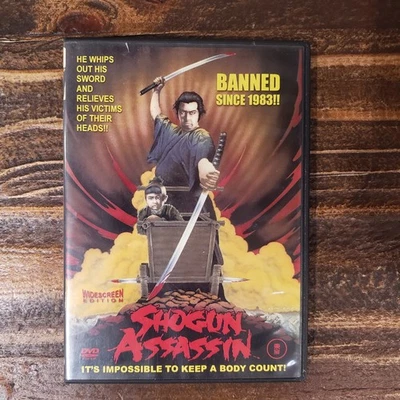 HE WHIPS
OUT HIS
SWORD
AND
RELIEVES
HIS VICTIMS
OF THEIR
HEADS!!
BANNED
SINCE 1983!!
WIDESCREEN
EDITION
SHOGUN
ASSASSIN
DVD
IT'S IMPOSSIBLE TO KEEP A BODY COUNT!